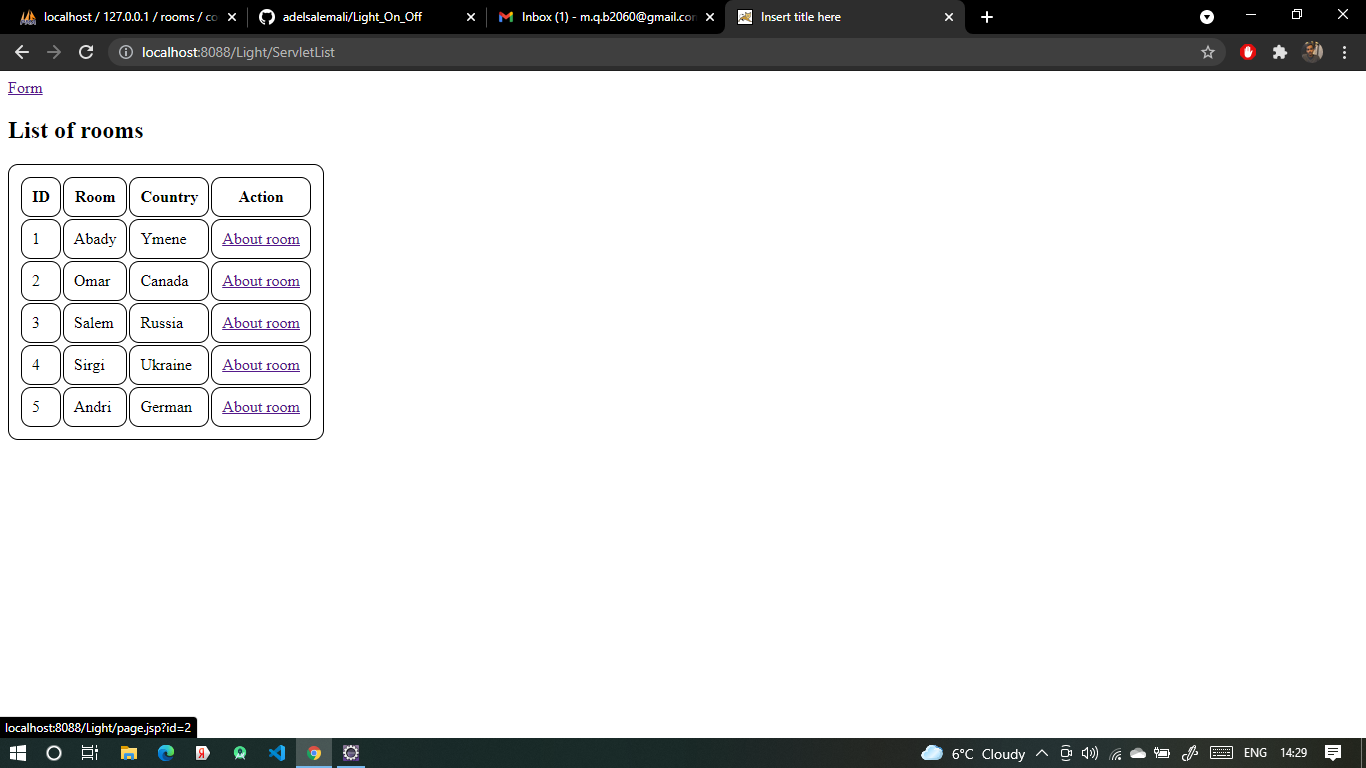 localhost / 127.0.0.1 / rooms / co
adelsalemali/Light_On_Off
Inbox (1) - m.q.b2060@gmail.con
Insert title here
localhost:8088/Light/ServletList
Form
List of rooms
ID Room Country Action
1 Abady Ymene About room
2 Omar Canada About room
3 Salem Russia About room
4 Sirgi Ukraine About room
5 Andri German About room
localhost:8088/Light/page.jsp?id=2
6°C Cloudy ENG 14:29